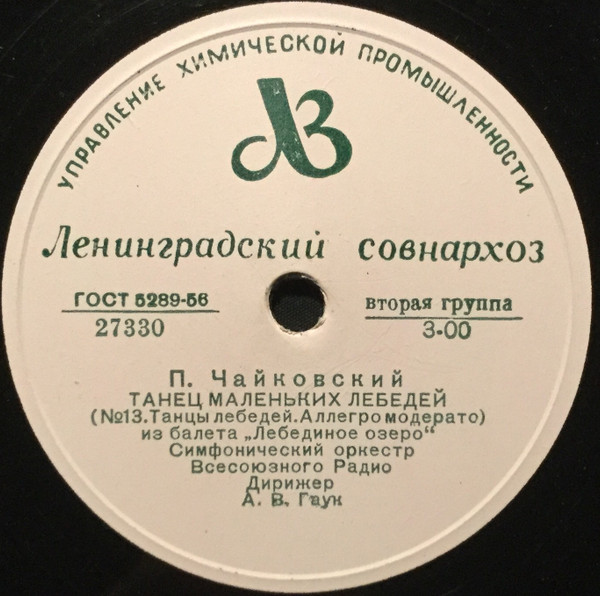 УПРАВЛЕНИЕ ХИМИЧЕСКОЙ ПРОМЫШЛЕННОСТИ
ЛЗ
Ленинградский совнархоз
ГОСТ 5289-56
27330
вторая группа
3-00
П. Чайковский
ТАНЕЦ МАЛЕНЬКИХ ЛЕБЕДЕЙ
(№13.Танцы лебедей.Аллегро модерато)
из балета „Лебединое озеро“
Симфонический оркестр
Всесоюзного Радио
Дирижер
А. В. Гаук